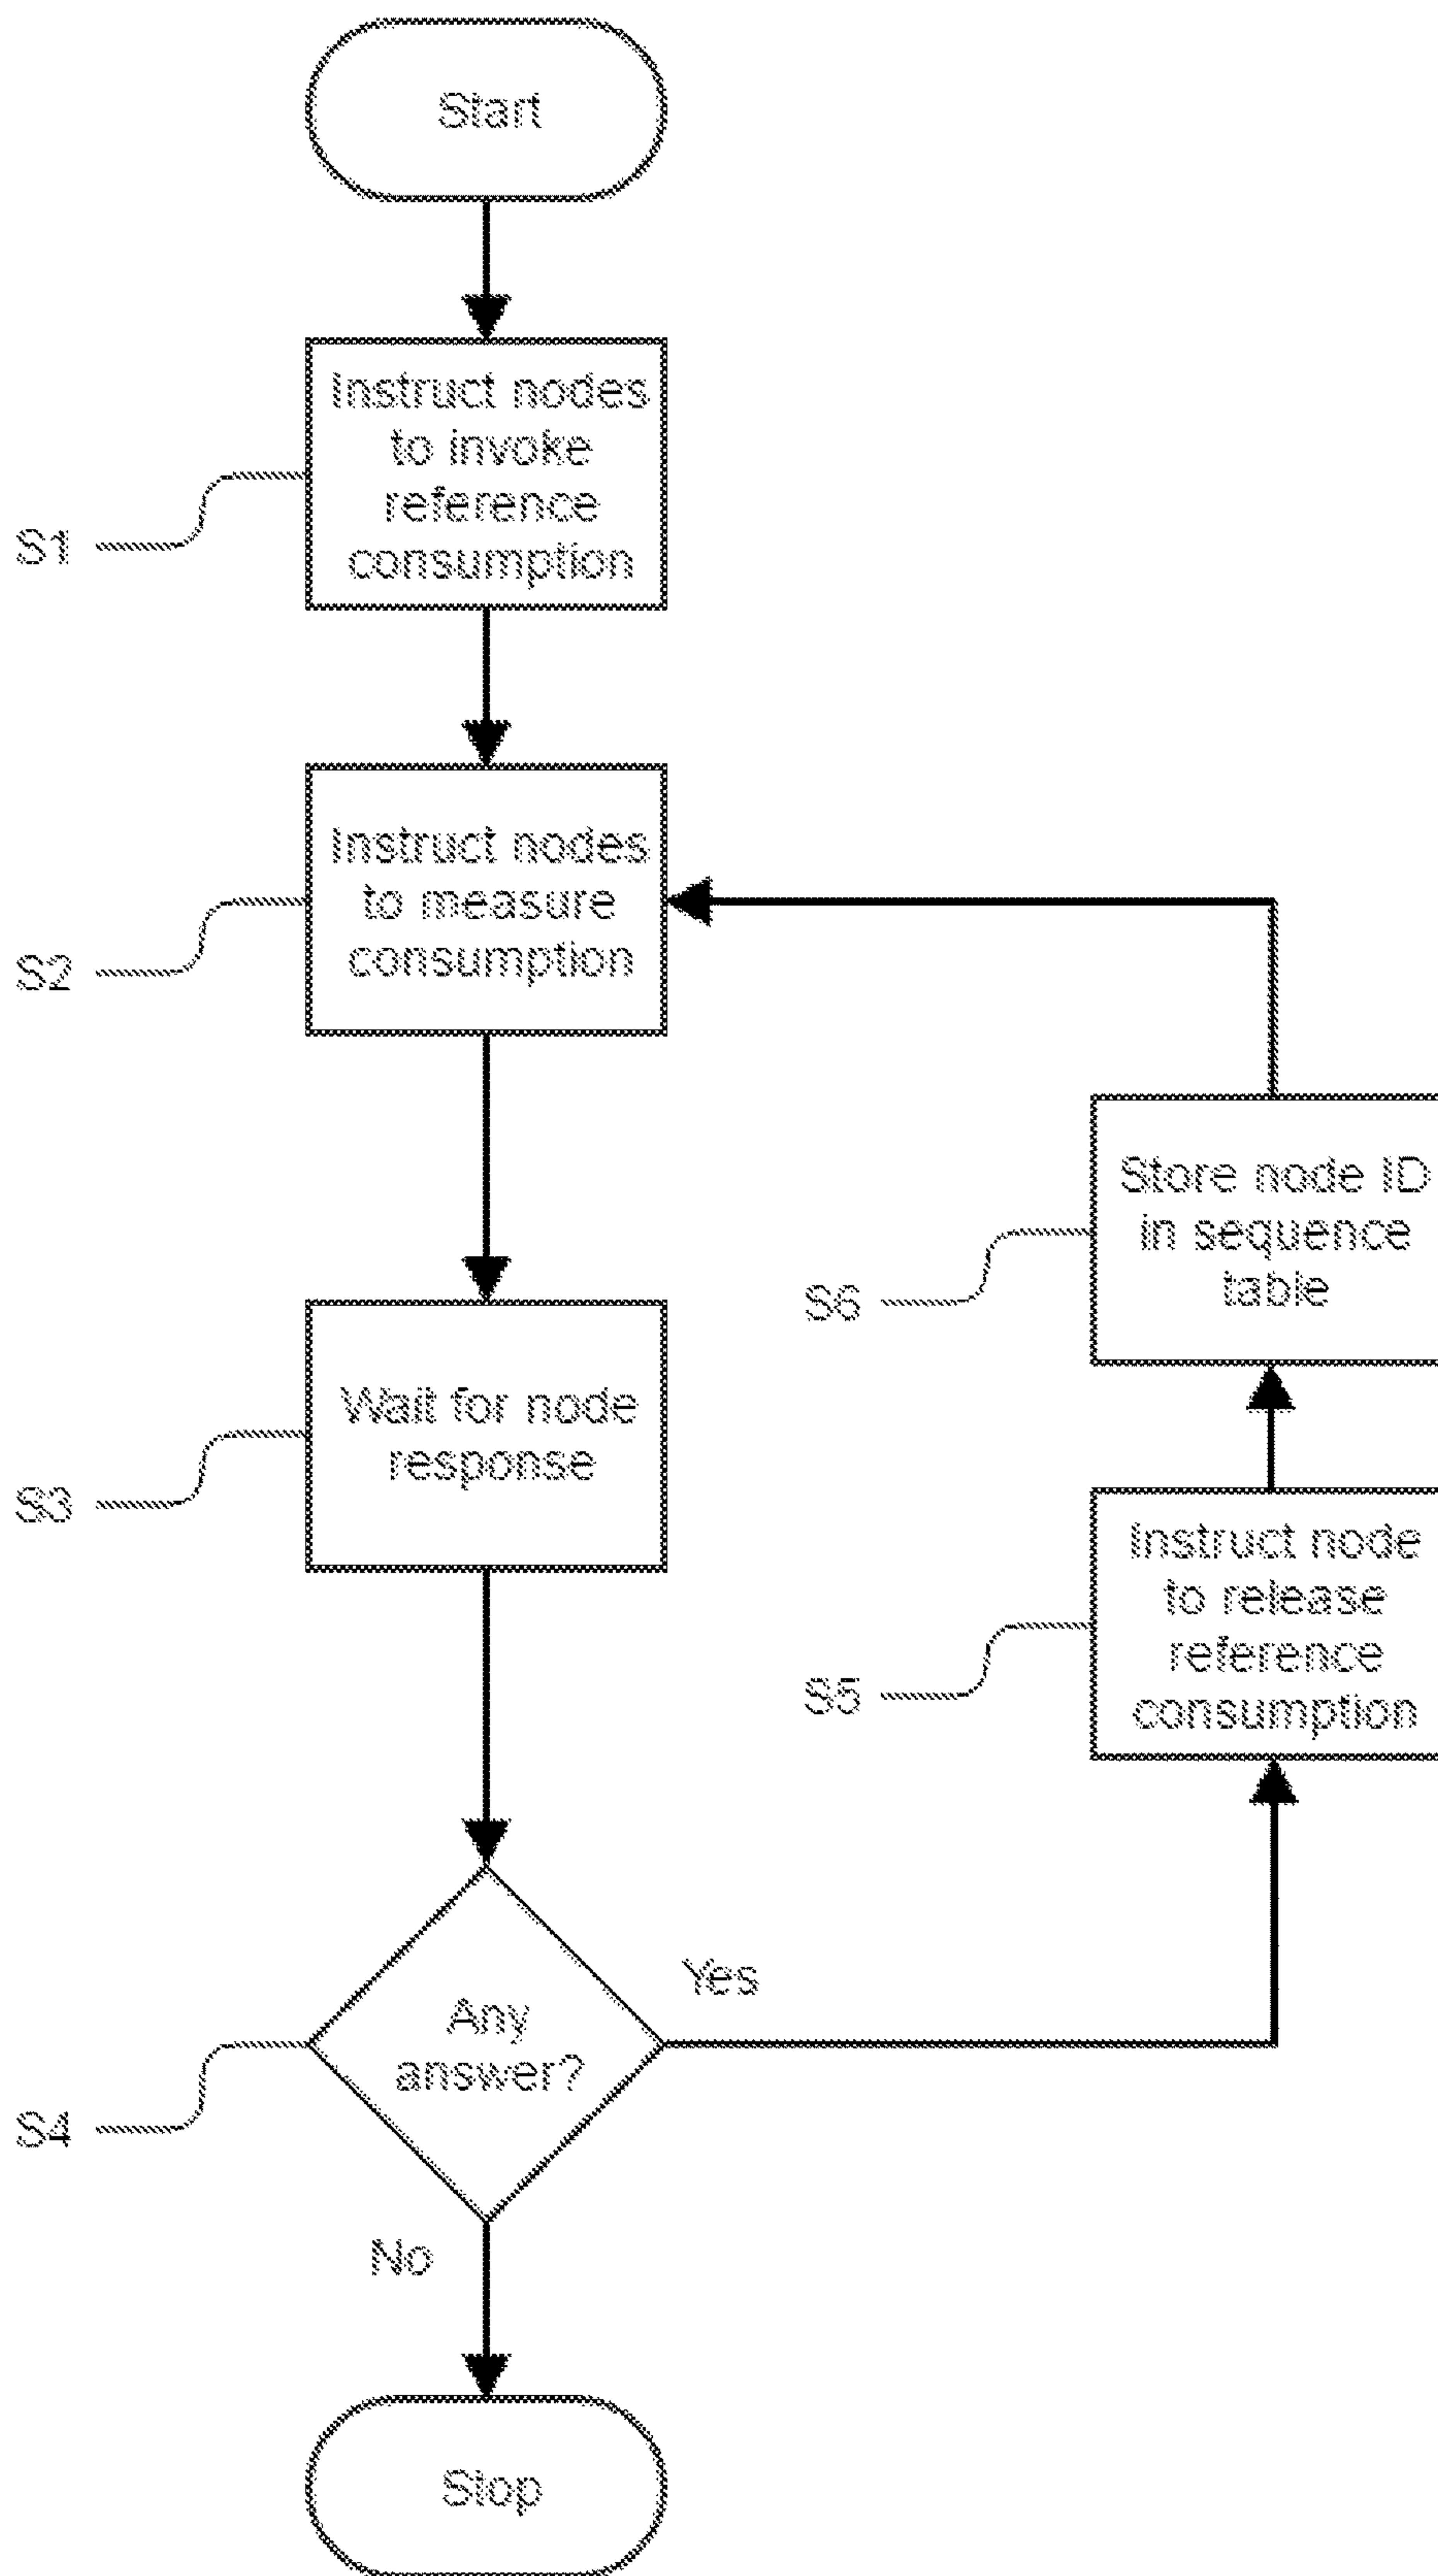 Start
Instruct nodes
to invoke
reference
consumption
S1
Instruct nodes
to measure
consumption
S2
Store node ID
in sequence
table
S6
Wait for node
response
S3
Instruct node
to release
reference
consumption
S5
Yes
Any
answer?
S4
No
Stop